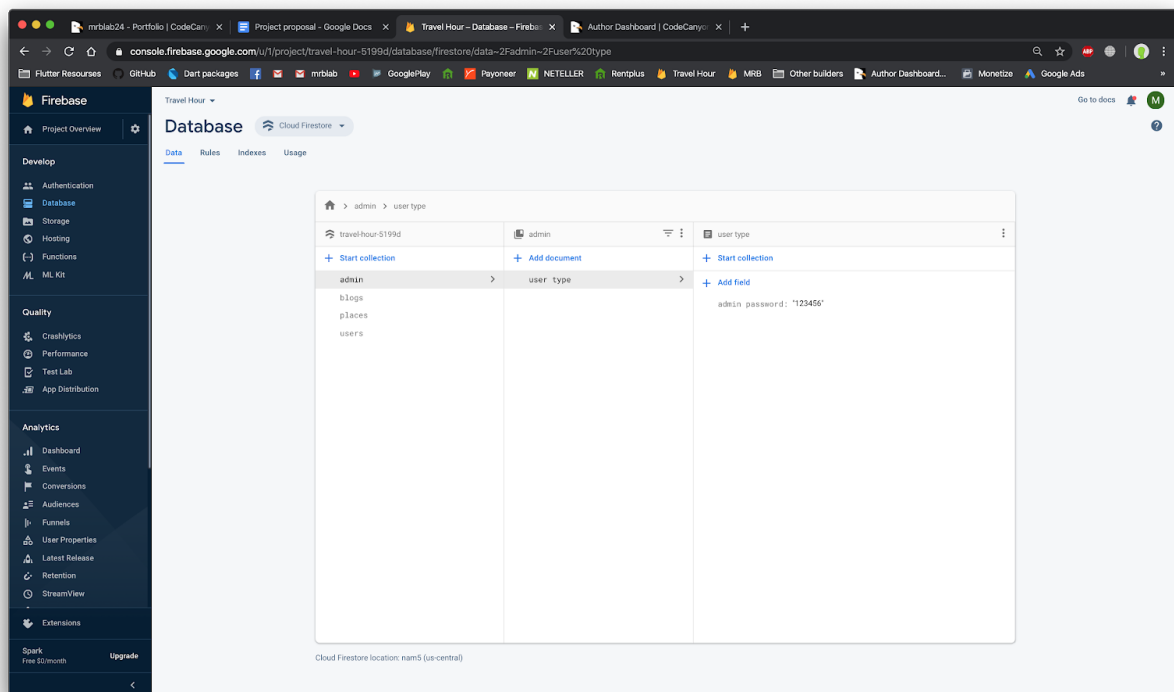 mrblab24 - Portfolio | CodeCany
Project proposal - Google Docs
Travel Hour – Database – Fireba
Author Dashboard | CodeCanyo
console.firebase.google.com/u/1/project/travel-hour-5199d/database/firestore/data~2Fadmin~2Fuser%20type
ABP
Flutter Resourses
GitHub
Dart packages
mrblab
GooglePlay
Payoneer
NETELLER
Rentplus
Travel Hour
MRB
Other builders
Author Dashboard...
Monetize
Google Ads
»
Firebase
Project Overview
Develop
Authentication
Database
Storage
Hosting
Functions
ML Kit
Quality
Crashlytics
Performance
Test Lab
App Distribution
Analytics
Dashboard
Events
Conversions
Audiences
Funnels
User Properties
Latest Release
Retention
StreamView
Extensions
Spark
Free $0/month
Upgrade
Travel Hour
Go to docs
M
Database
Cloud Firestore
Data Rules Indexes Usage
admin > user type
travel-hour-5199d
+ Start collection
admin
blogs
places
users
admin
+ Add document
user type
user type
+ Start collection
+ Add field
admin password: "123456"
Cloud Firestore location: nam5 (us-central)